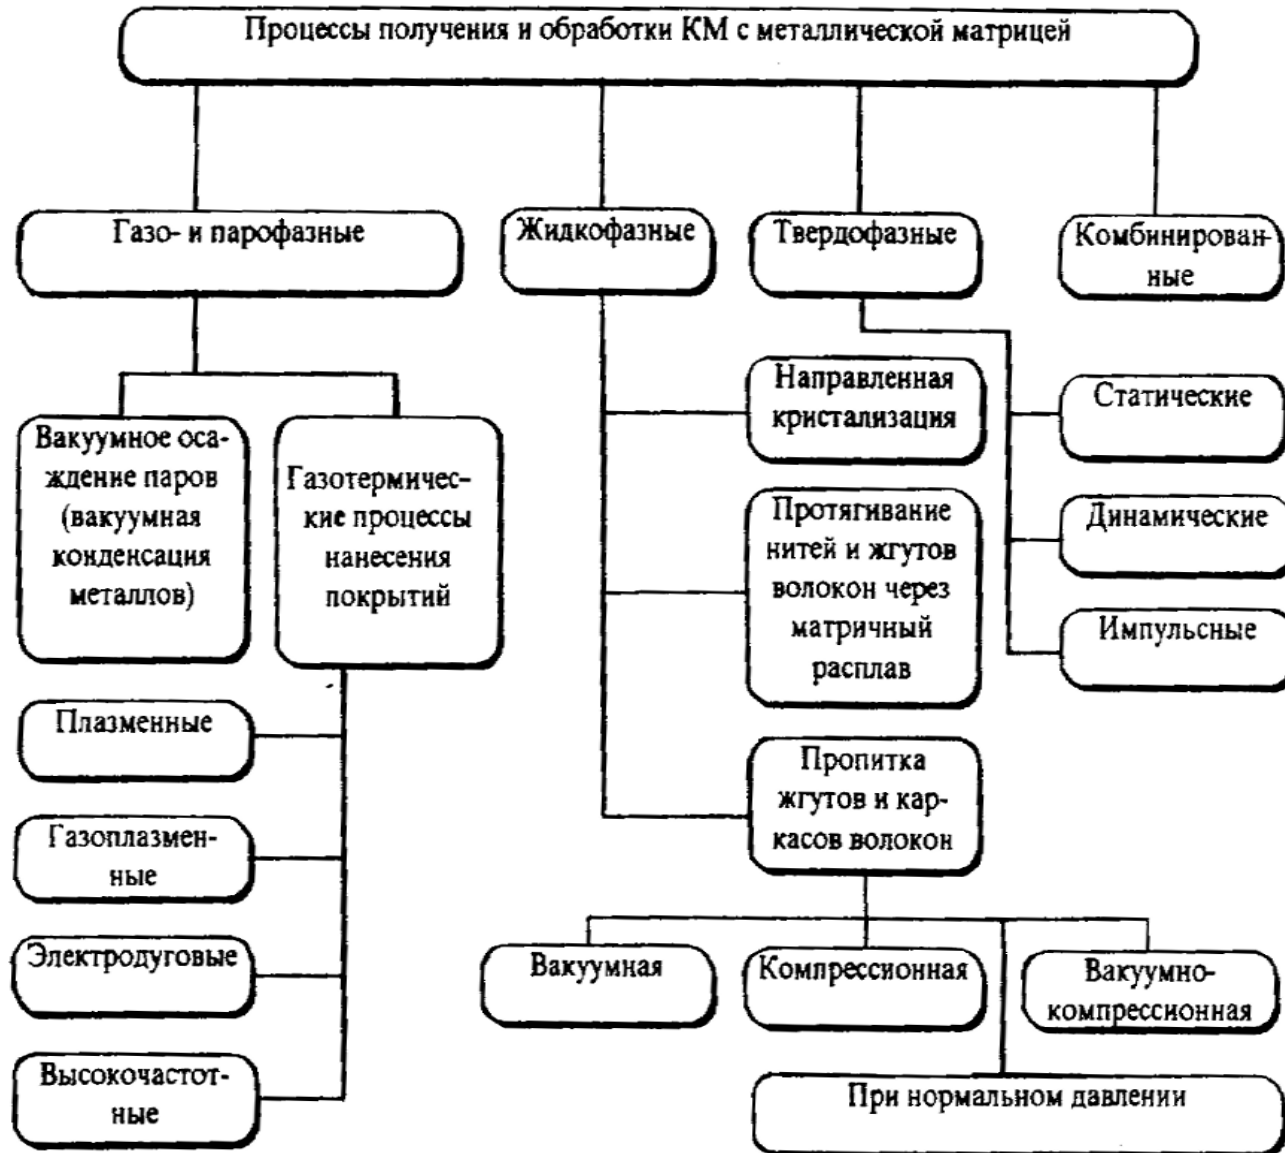 Процессы получения и обработки КМ с металлической матрицей
Газо- и парофазные
Жидкофазные
Твердофазные
Комбинирован-
ные
Вакуумное оса-
ждение паров
(вакуумная
конденсация
металлов)
Газотермичес-
кие процессы
нанесения
покрытий
Направленная
кристализация
Статические
Протягивание
нитей и жгутов
волокон через
матричный
расплав
Динамические
Импульсные
Плазменные
Газоплазмен-
ные
Электродуговые
Высокочастот-
ные
Пропитка
жгутов и кар-
касов волокон
Вакуумная
Компрессионная
Вакуумно-
компрессионная
При нормальном давлении